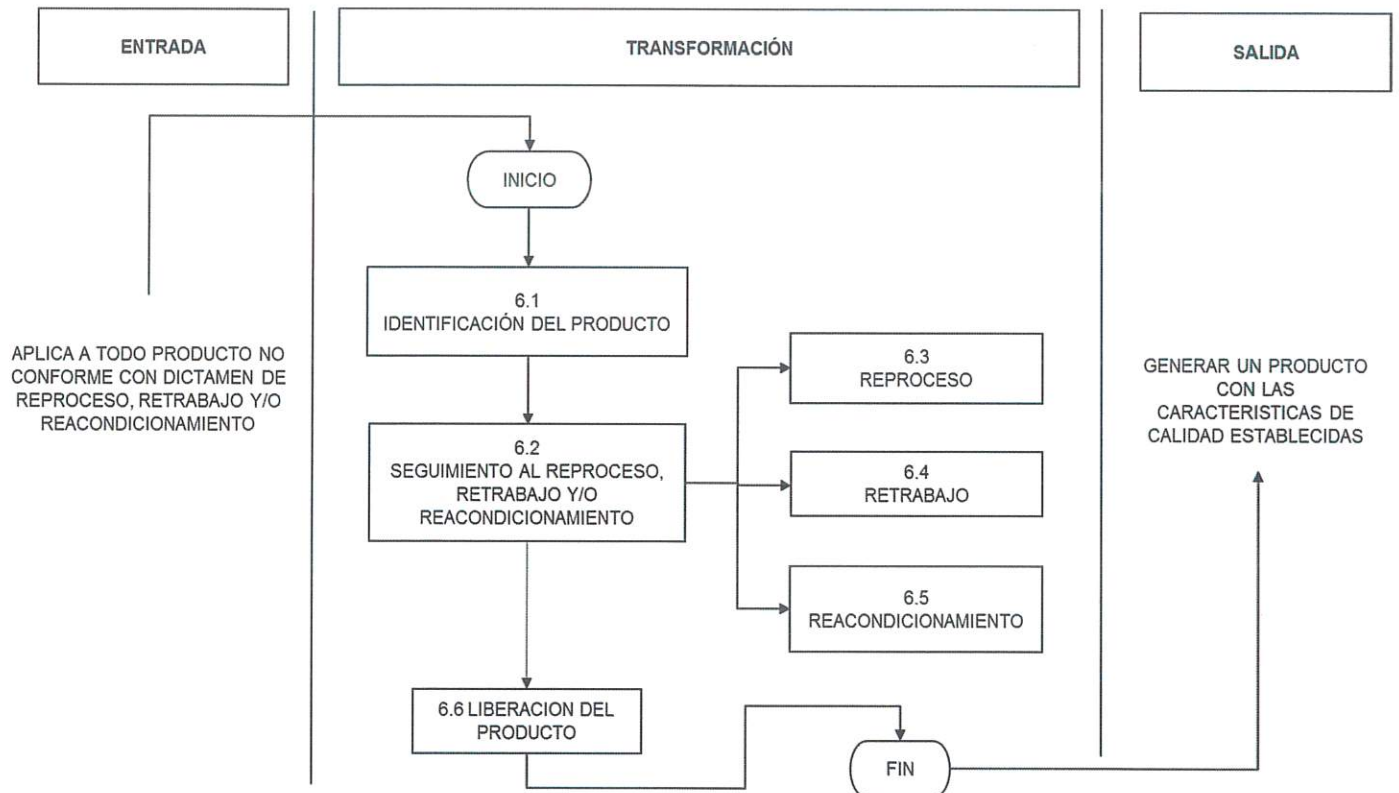 ENTRADA
TRANSFORMACIÓN
SALIDA
INICIO
6.1
IDENTIFICACIÓN DEL PRODUCTO
APLICA A TODO PRODUCTO NO
CONFORME CON DICTAMEN DE
REPROCESO, RETRABAJO Y/O
REACONDICIONAMIENTO
6.2
SEGUIMIENTO AL REPROCESO,
RETRABAJO Y/O
REACONDICIONAMIENTO
6.3
REPROCESO
6.4
RETRABAJO
6.5
REACONDICIONAMIENTO
GENERAR UN PRODUCTO
CON LAS
CARACTERISTICAS DE
CALIDAD ESTABLECIDAS
6.6 LIBERACION DEL
PRODUCTO
FIN